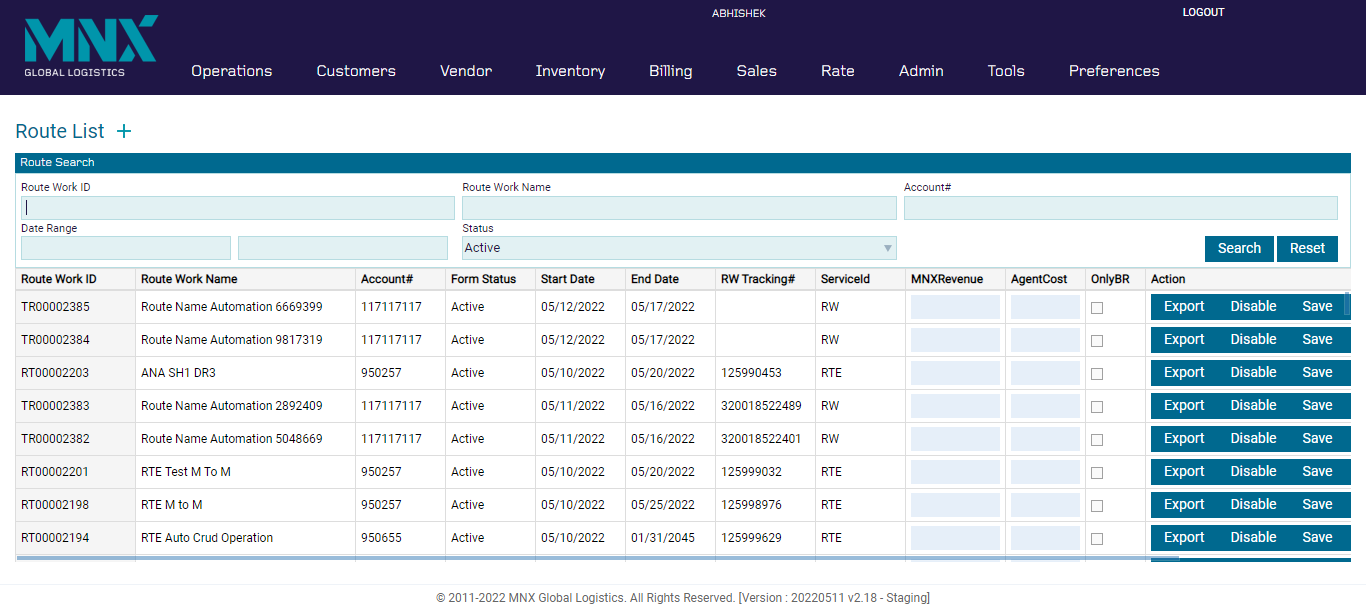 ABHISHEK LOGOUT
MNX
GLOBAL LOGISTICS
Operations Customers Vendor Inventory Billing Sales Rate Admin Tools Preferences
Route List +
Route Search
Route Work ID Route Work Name Account#
Date Range Status
Active Search Reset
Route Work ID Route Work Name Account# Form Status Start Date End Date RW Tracking# ServiceId MNXRevenue AgentCost OnlyBR Action
TR00002385 Route Name Automation 6669399 117117117 Active 05/12/2022 05/17/2022 RW Export Disable Save
TR00002384 Route Name Automation 9817319 117117117 Active 05/12/2022 05/17/2022 RW Export Disable Save
RT00002203 ANA SH1 DR3 950257 Active 05/10/2022 05/20/2022 125990453 RTE Export Disable Save
TR00002383 Route Name Automation 2892409 117117117 Active 05/11/2022 05/16/2022 320018522489 RW Export Disable Save
TR00002382 Route Name Automation 5048669 117117117 Active 05/11/2022 05/16/2022 320018522401 RW Export Disable Save
RT00002201 RTE Test M To M 950257 Active 05/10/2022 05/20/2022 125999032 RTE Export Disable Save
RT00002198 RTE M to M 950257 Active 05/10/2022 05/25/2022 125998976 RTE Export Disable Save
RT00002194 RTE Auto Crud Operation 950655 Active 05/10/2022 01/31/2045 125999629 RTE Export Disable Save
© 2011-2022 MNX Global Logistics. All Rights Reserved. [Version : 20220511 v2.18 - Staging]